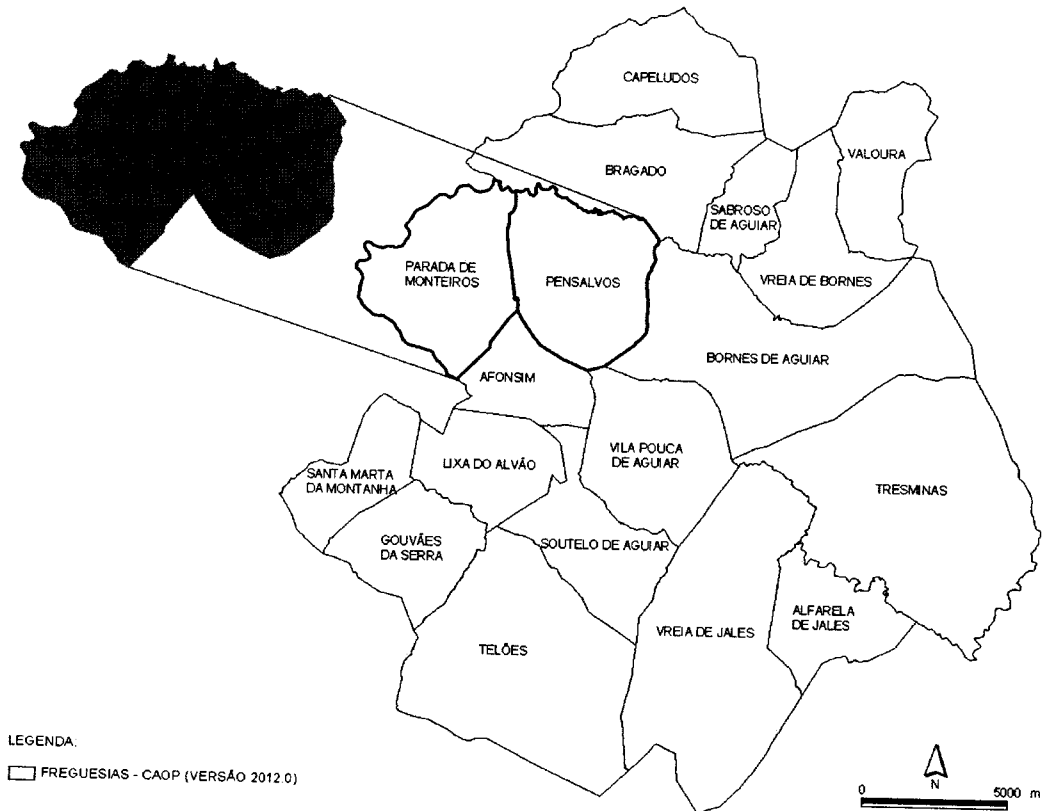 CAPELUDOS
VALOURA
BRAGADO
SABROSO
DE AGUIAR
PARADA DE
MONTEIROS
PENSALVOS
VREIA DE BORNES
BORNES DE AGUIAR
AFONSIM
VILA POUCA
DE AGUIAR
LIXA DO ALVÃO
SANTA MARTA
DA MONTANHA
TRESMINAS
GOUVÃES
DA SERRA
SOUTELO DE AGUIAR
ALFARELA
DE JALES
VREIA DE JALES
TELÕES
LEGENDA:
FREGUESIAS - CAOP (VERSÃO 2012.0)
N
0 5000 m